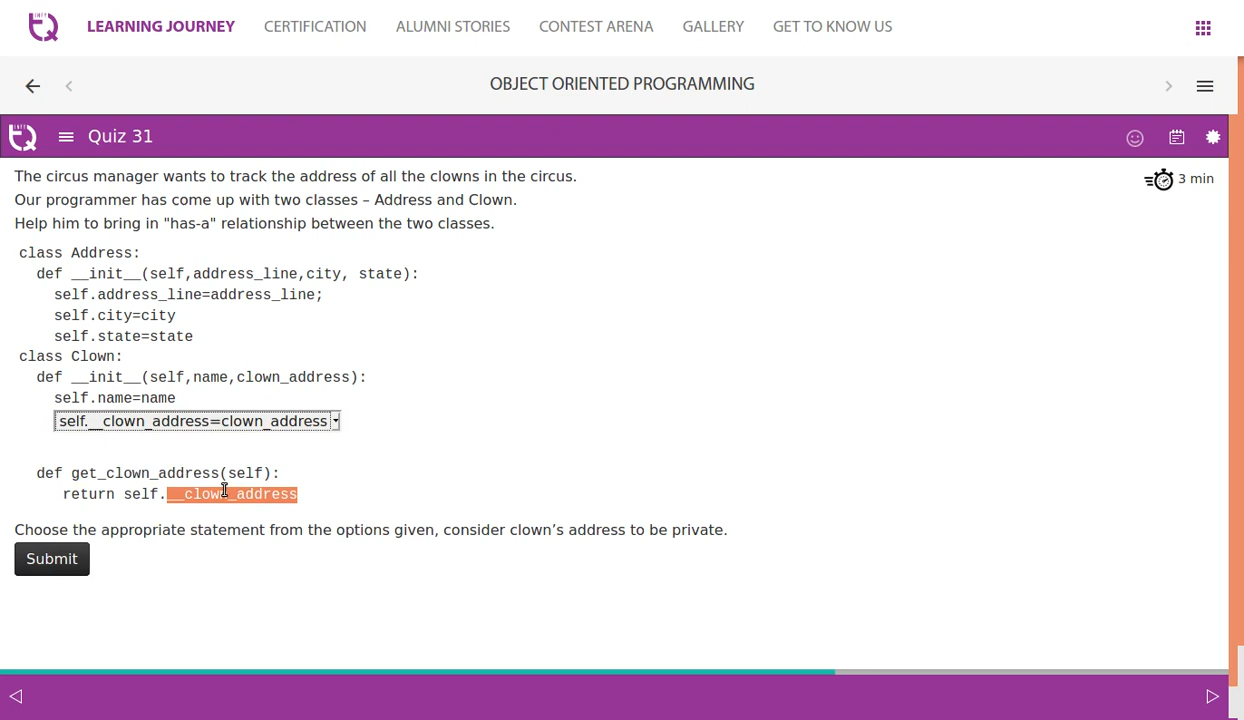 LEARNING JOURNEY CERTIFICATION ALUMNI STORIES CONTEST ARENA GALLERY GET TO KNOW US
OBJECT ORIENTED PROGRAMMING
Quiz 31
The circus manager wants to track the address of all the clowns in the circus.
3 min
Our programmer has come up with two classes – Address and Clown.
Help him to bring in "has-a" relationship between the two classes.
class Address:
  def __init__(self,address_line,city, state):
    self.address_line=address_line;
    self.city=city
    self.state=state
class Clown:
  def __init__(self,name,clown_address):
    self.name=name
    self.__clown_address=clown_address
  def get_clown_address(self):
     return self.__clown_address
Choose the appropriate statement from the options given, consider clown’s address to be private.
Submit